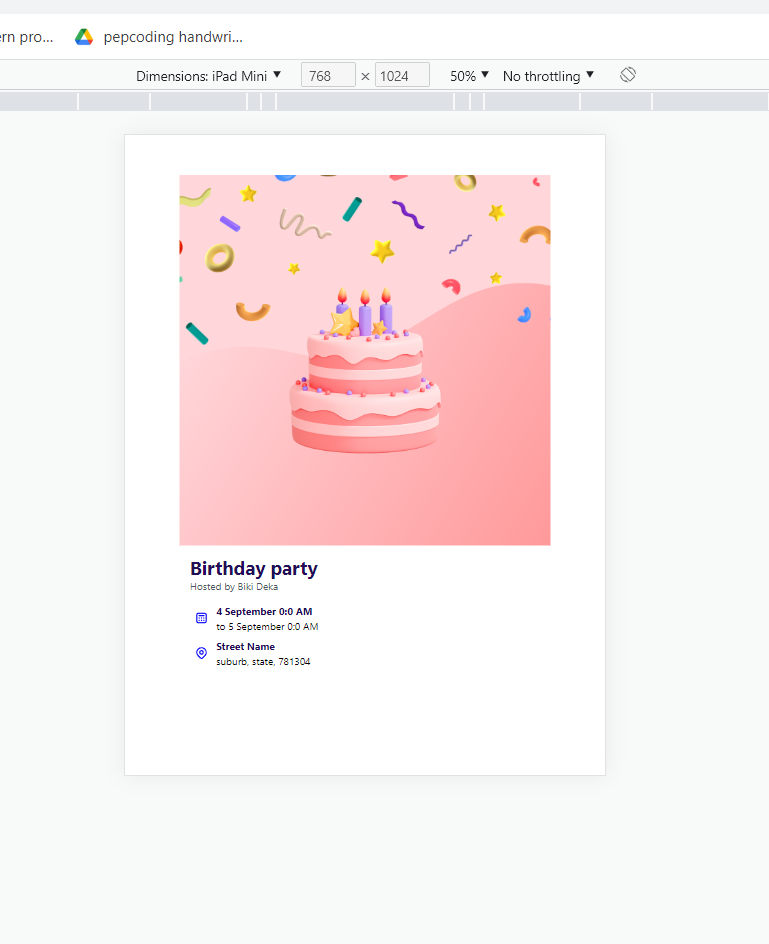 ern pro... pepcoding handwri...
Dimensions: iPad Mini 768 × 1024 50% No throttling
Birthday party
Hosted by Biki Deka
4 September 0:0 AM
to 5 September 0:0 AM
Street Name
suburb, state, 781304